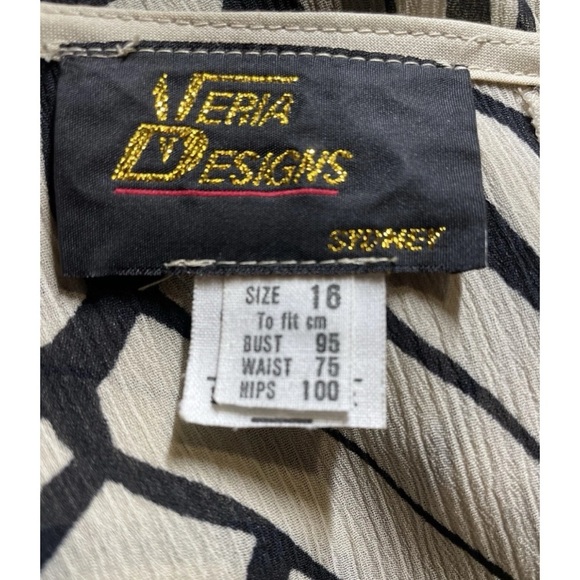 VERIA
DESIGNS
SYDNEY
SIZE 16
To fit cm
BUST 95
WAIST 75
HIPS 100